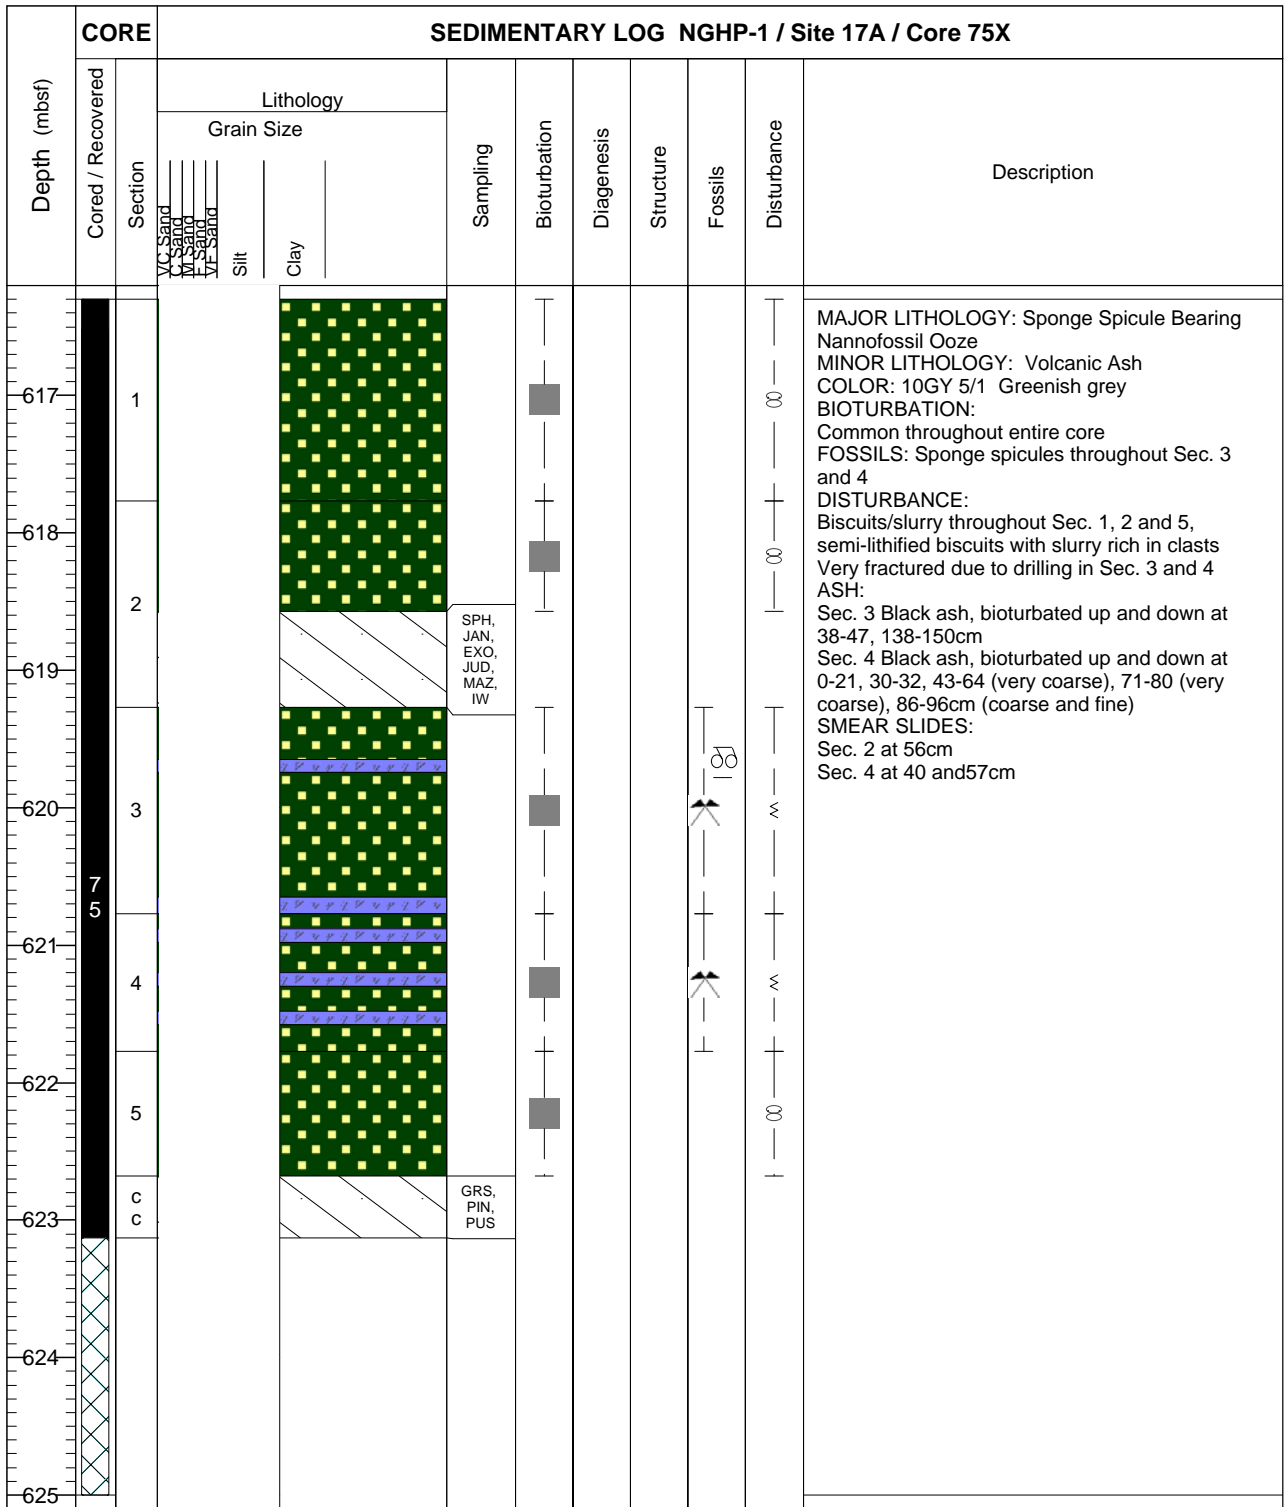 CORE
SEDIMENTARY LOG NGHP-1 / Site 17A / Core 75X
Depth (mbsf)
Cored / Recovered
Section
Lithology
Grain Size
VC Sand
C Sand
M Sand
F Sand
VF Sand
Silt
Clay
Sampling
Bioturbation
Diagenesis
Structure
Fossils
Disturbance
Description
617
618
619
620
621
622
623
624
625
7
5
1
2
3
4
5
c
c
SPH,
JAN,
EXO,
JUD,
MAZ,
IW
GRS,
PIN,
PUS
MAJOR LITHOLOGY: Sponge Spicule Bearing
Nannofossil Ooze
MINOR LITHOLOGY: Volcanic Ash
COLOR: 10GY 5/1 Greenish grey
BIOTURBATION:
Common throughout entire core
FOSSILS: Sponge spicules throughout Sec. 3
and 4
DISTURBANCE:
Biscuits/slurry throughout Sec. 1, 2 and 5,
semi-lithified biscuits with slurry rich in clasts
Very fractured due to drilling in Sec. 3 and 4
ASH:
Sec. 3 Black ash, bioturbated up and down at
38-47, 138-150cm
Sec. 4 Black ash, bioturbated up and down at
0-21, 30-32, 43-64 (very coarse), 71-80 (very
coarse), 86-96cm (coarse and fine)
SMEAR SLIDES:
Sec. 2 at 56cm
Sec. 4 at 40 and57cm